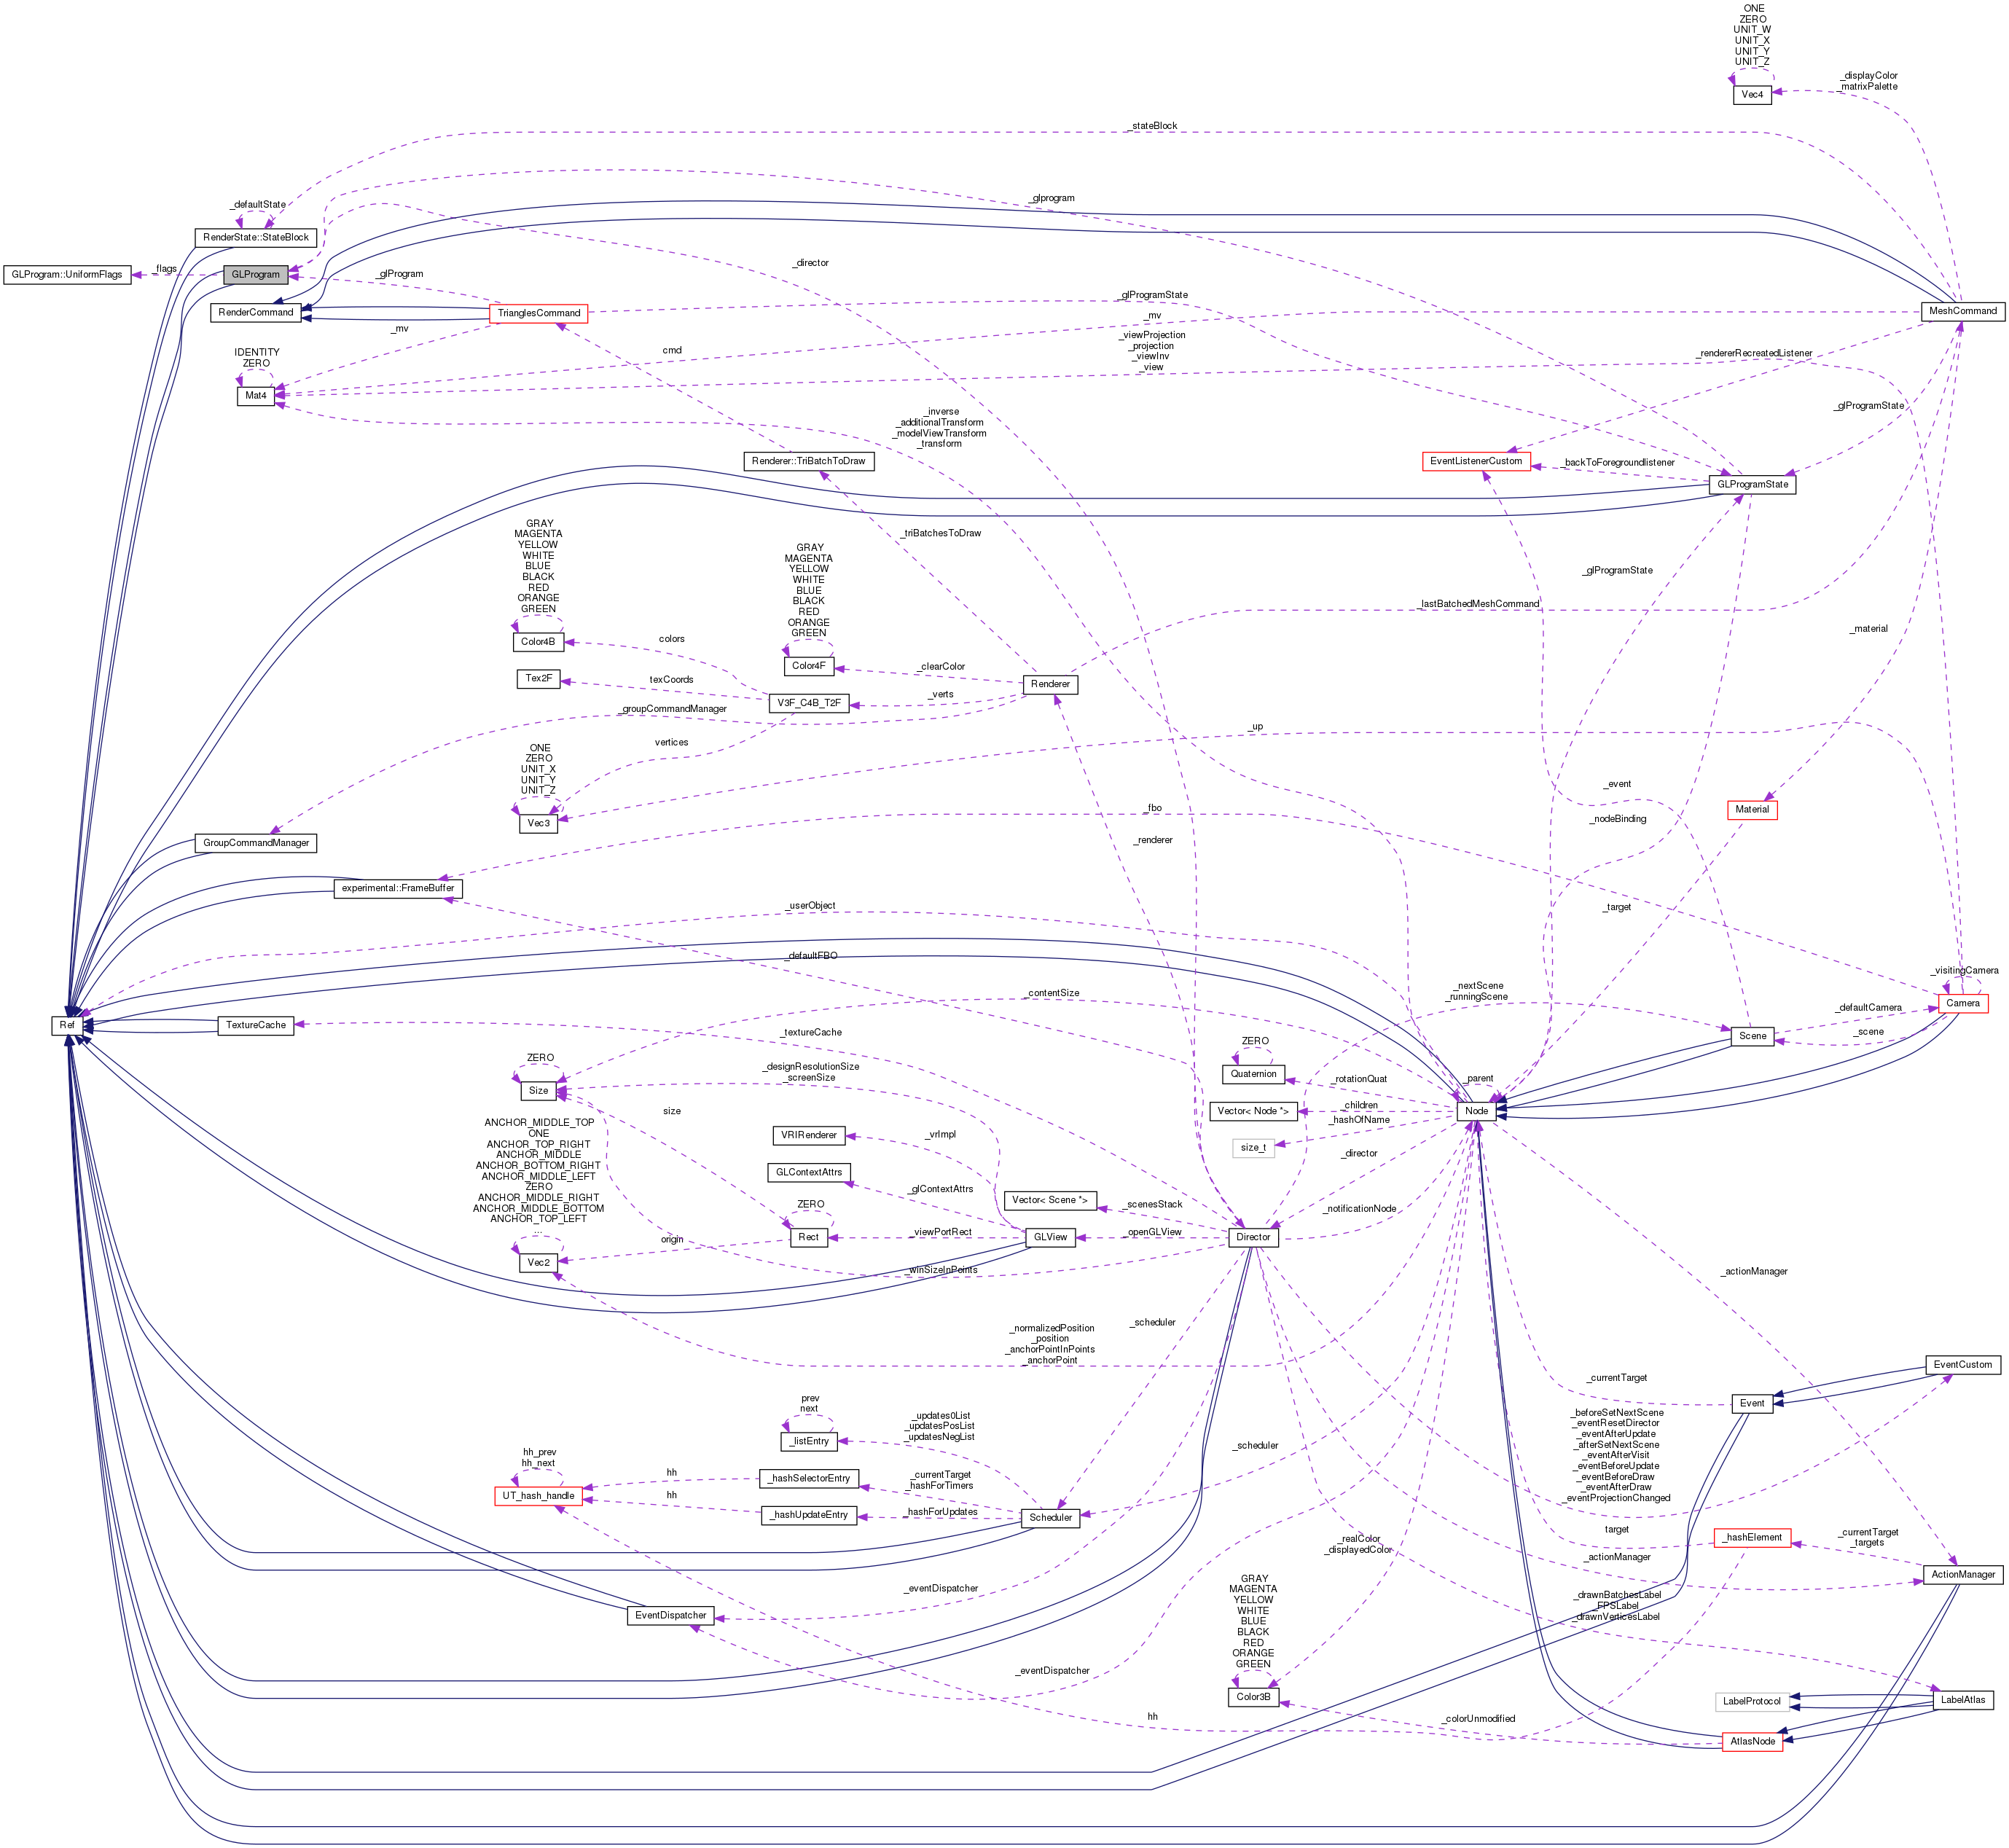 ONE
ZERO
UNIT_W
UNIT_X
UNIT_Y
UNIT_Z
_displayColor
_matrixPalette
Vec4
_stateBlock
_defaultState
_glprogram
RenderState::StateBlock
_director
GLProgram::UniformFlags
_flags
GLProgram
_glProgram
_glProgramState
RenderCommand
TrianglesCommand
MeshCommand
_mv
_mv
_viewProjection
_projection
_viewInv
_view
cmd
IDENTITY
ZERO
_rendererRecreatedListener
Mat4
_inverse
_additionalTransform
_modelViewTransform
_transform
_glProgramState
Renderer::TriBatchToDraw
EventListenerCustom
_backToForegroundlistener
GLProgramState
GRAY
MAGENTA
YELLOW
WHITE
BLUE
BLACK
RED
ORANGE
GREEN
_triBatchesToDraw
GRAY
MAGENTA
YELLOW
WHITE
BLUE
BLACK
RED
ORANGE
GREEN
_glProgramState
_lastBatchedMeshCommand
_material
Color4B
colors
Color4F
_clearColor
Tex2F
texCoords
Renderer
V3F_C4B_T2F
_verts
_groupCommandManager
vertices
_up
ONE
ZERO
UNIT_X
UNIT_Y
UNIT_Z
_event
Vec3
_fbo
Material
_nodeBinding
GroupCommandManager
_renderer
experimental::FrameBuffer
_userObject
_target
_defaultFBO
_nextScene
_runningScene
_visitingCamera
_contentSize
Camera
_defaultCamera
Ref
TextureCache
_textureCache
Scene
_scene
ZERO
ZERO
_designResolutionSize
_screenSize
Quaternion
_rotationQuat
_parent
Size
size
Vector< Node *>
_children
Node
_hashOfName
ANCHOR_MIDDLE_TOP
ONE
ANCHOR_TOP_RIGHT
ANCHOR_MIDDLE
ANCHOR_BOTTOM_RIGHT
ANCHOR_MIDDLE_LEFT
ZERO
ANCHOR_MIDDLE_RIGHT
ANCHOR_MIDDLE_BOTTOM
ANCHOR_TOP_LEFT
...
VRIRenderer
_vrImpl
size_t
_director
GLContextAttrs
_glContextAttrs
Vector< Scene *>
_scenesStack
_notificationNode
ZERO
Rect
_viewPortRect
GLView
_openGLView
Director
origin
Vec2
_winSizeInPoints
_actionManager
_scheduler
_normalizedPosition
_position
_anchorPointInPoints
_anchorPoint
EventCustom
_currentTarget
Event
prev
next
_updates0List
_updatesPosList
_updatesNegList
_beforeSetNextScene
_eventResetDirector
_eventAfterUpdate
_afterSetNextScene
_eventAfterVisit
_eventBeforeUpdate
_eventBeforeDraw
_eventAfterDraw
_eventProjectionChanged
_listEntry
_scheduler
hh_prev
hh_next
hh
_hashSelectorEntry
_currentTarget
_hashForTimers
UT_hash_handle
hh
_hashUpdateEntry
_hashForUpdates
Scheduler
_realColor
_displayedColor
target
_hashElement
_currentTarget
_targets
_actionManager
ActionManager
GRAY
MAGENTA
YELLOW
WHITE
BLUE
BLACK
RED
ORANGE
GREEN
_eventDispatcher
EventDispatcher
_drawnBatchesLabel
_FPSLabel
_drawnVerticesLabel
_eventDispatcher
Color3B
LabelProtocol
LabelAtlas
hh
_colorUnmodified
AtlasNode